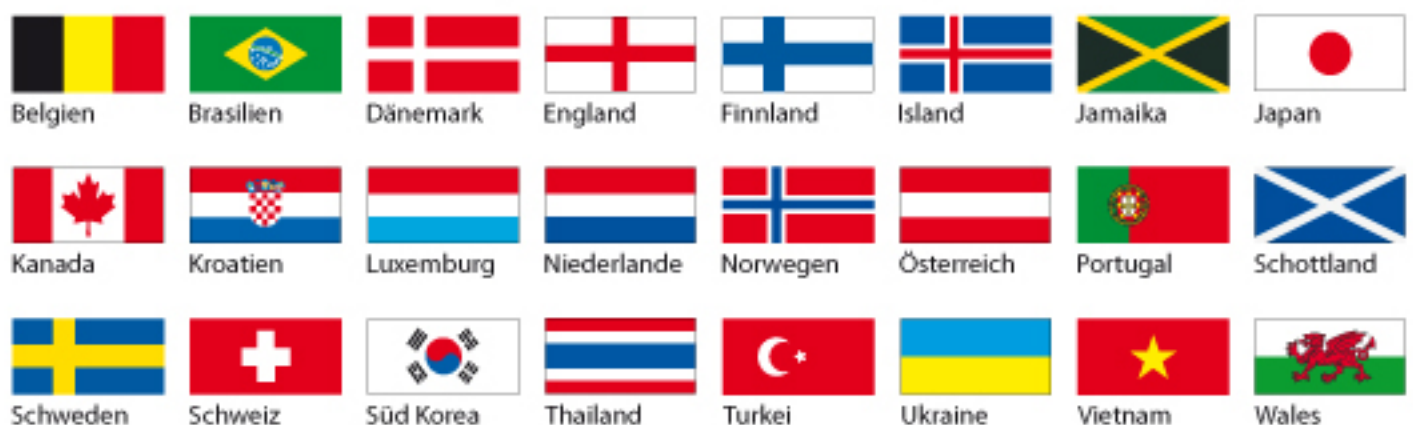 Belgien Brasilien Dänemark England Finnland Island Jamaika Japan
Kanada Kroatien Luxemburg Niederlande Norwegen Österreich Portugal Schottland
Schweden Schweiz Süd Korea Thailand Turkei Ukraine Vietnam Wales